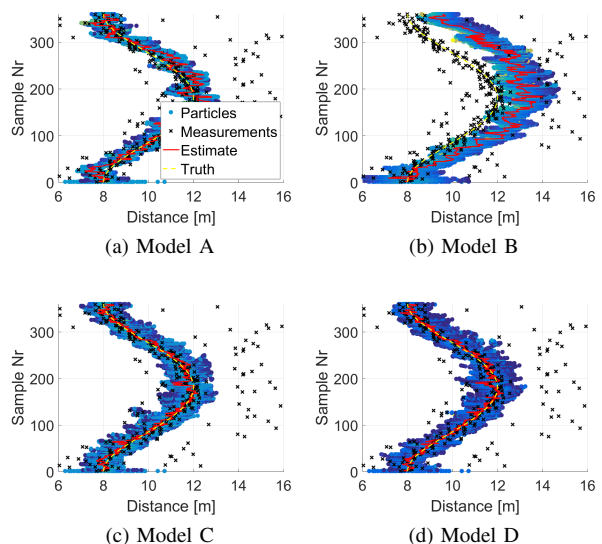 300
200
100
0
6 8 10 12 14 16
Sample Nr
Distance [m]
Particles
Measurements
Estimate
Truth
(a) Model A
300
200
100
0
6 8 10 12 14 16
Sample Nr
Distance [m]
(b) Model B
300
200
100
0
6 8 10 12 14 16
Sample Nr
Distance [m]
(c) Model C
300
200
100
0
6 8 10 12 14 16
Sample Nr
Distance [m]
(d) Model D